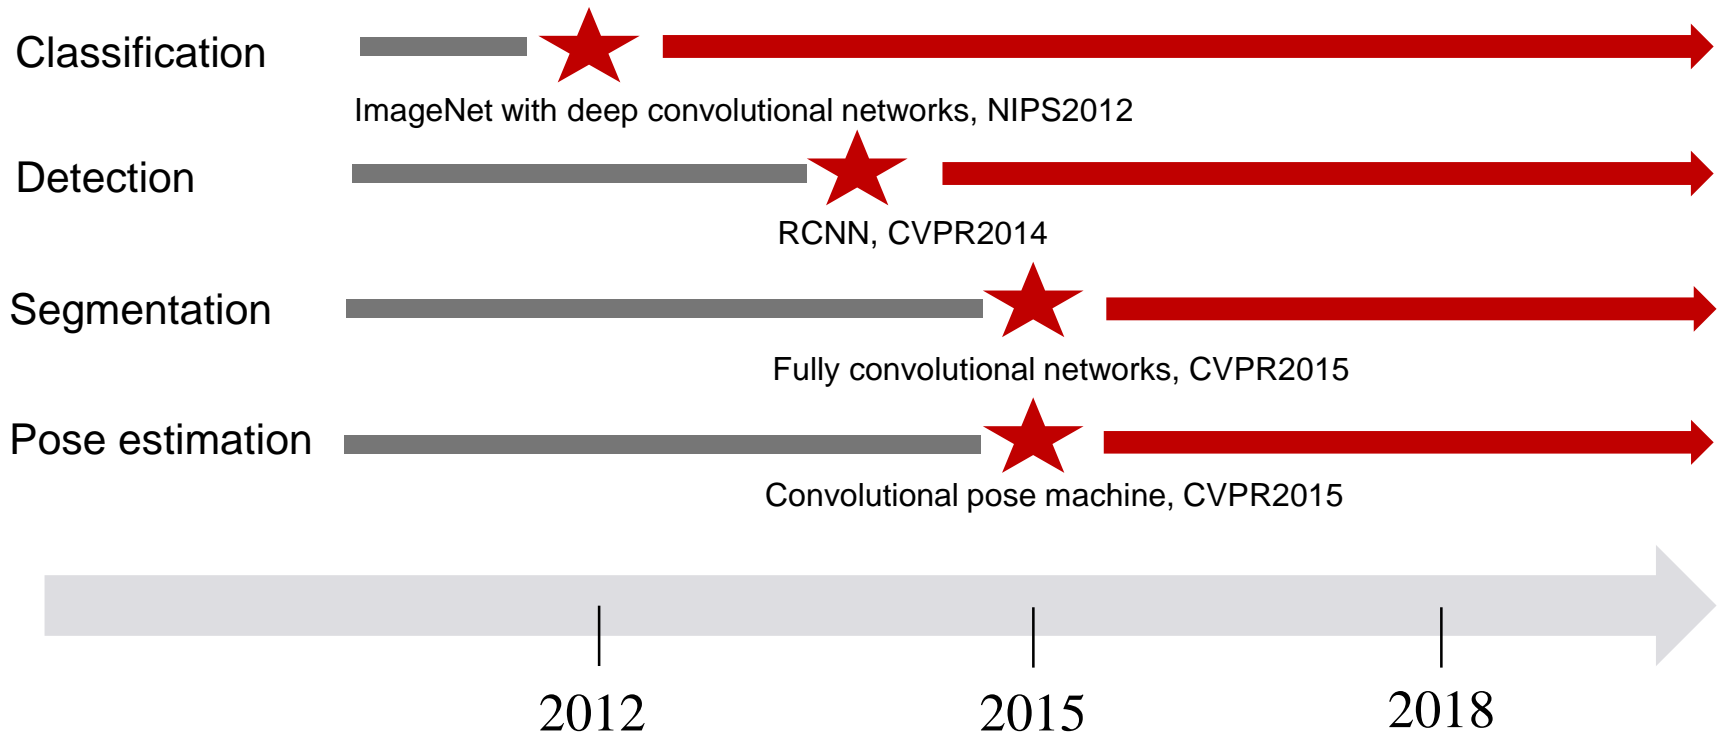 Classification
ImageNet with deep convolutional networks, NIPS2012
Detection
RCNN, CVPR2014
Segmentation
Fully convolutional networks, CVPR2015
Pose estimation
Convolutional pose machine, CVPR2015
2012 2015 2018